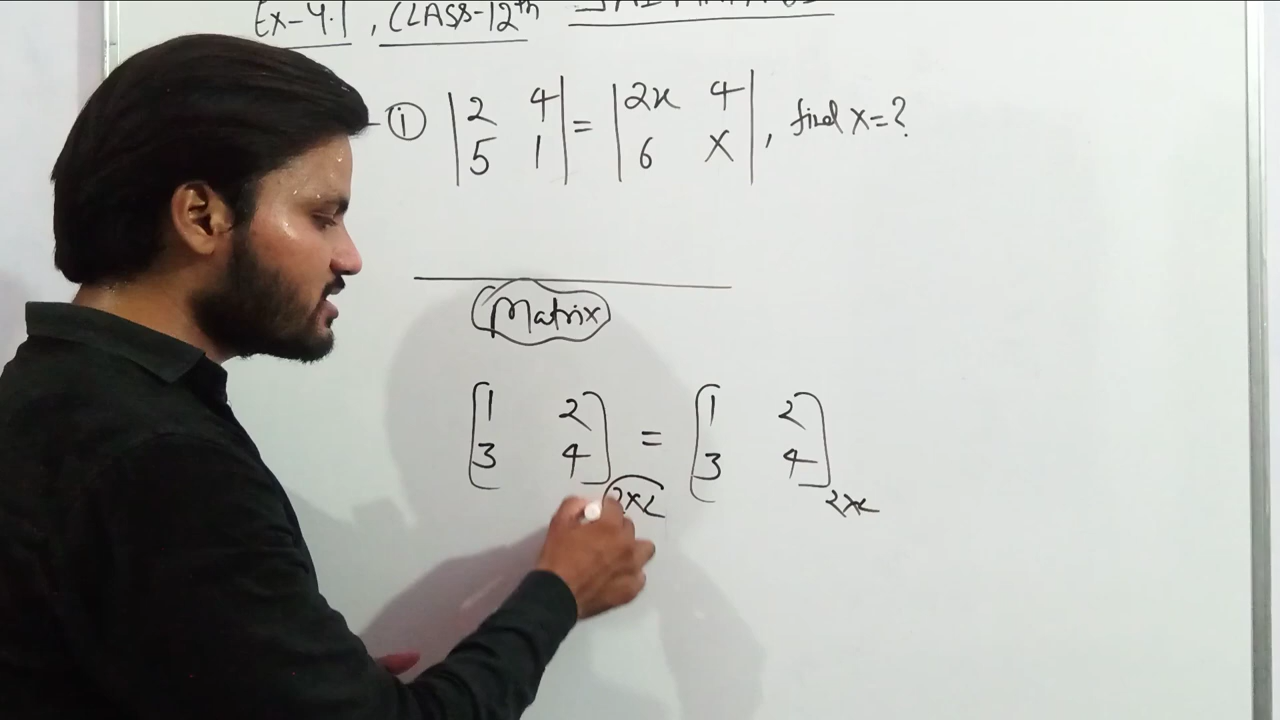 Ex-4.1, CLASS-12th
① |2 4| = |2x 4|, find x=?
|5 1| |6 x|
Matrix
[1 2] = [1 2]
[3 4]2x2 [3 4]2x2